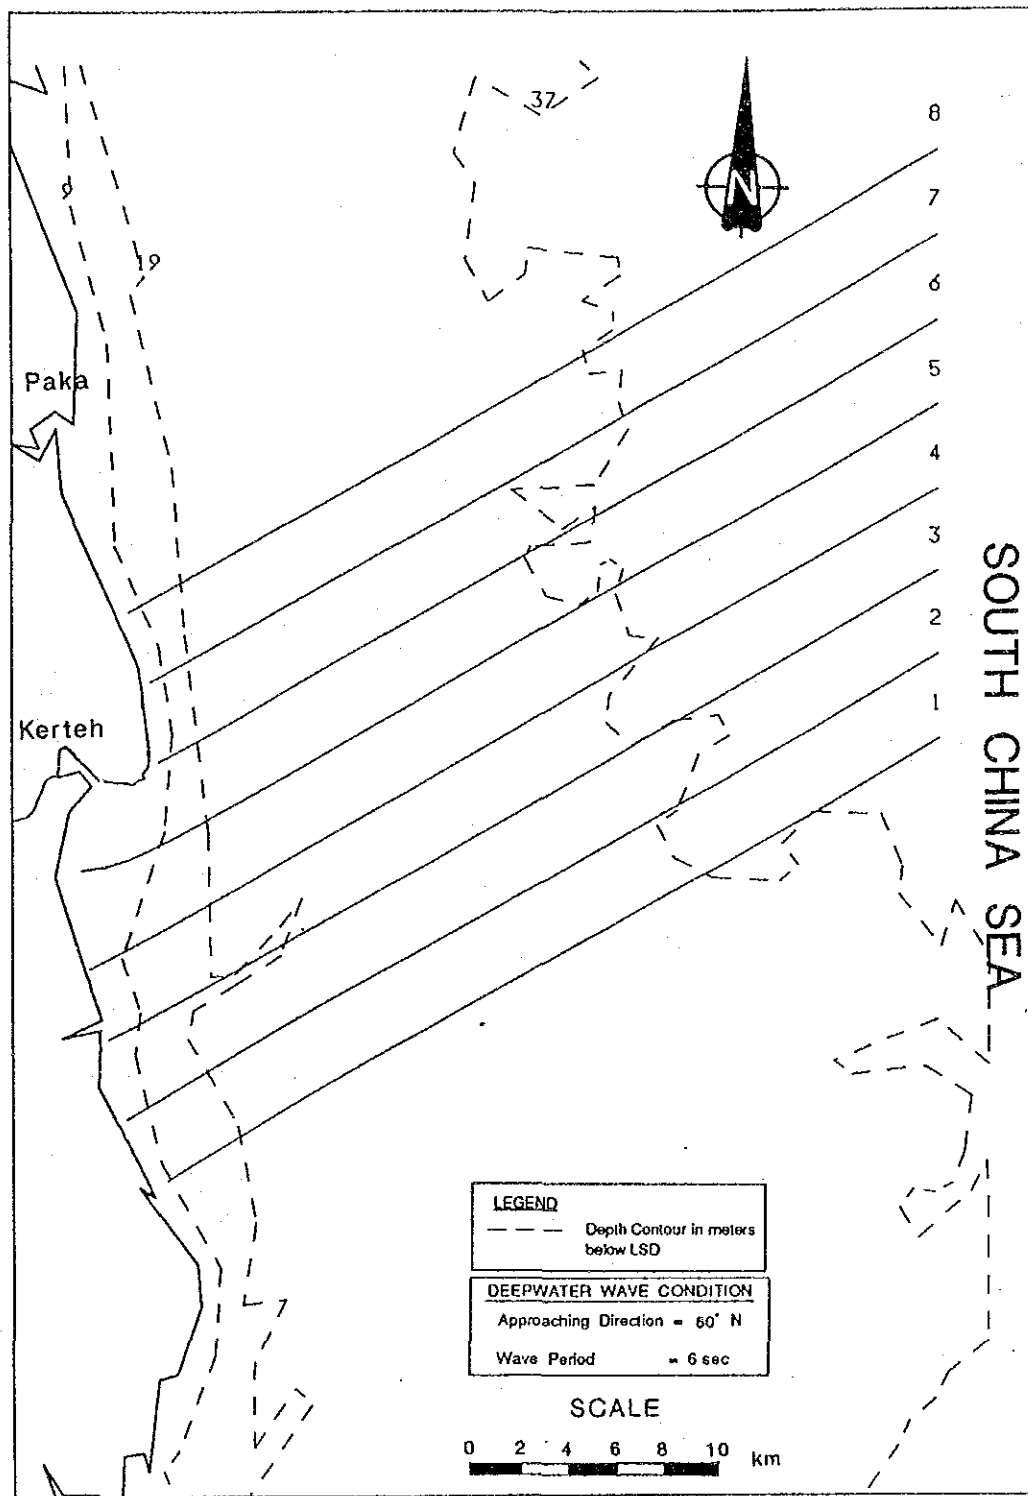 37
8
N
7
9
19
6
Paka
5
4
3
SOUTH CHINA SEA
2
Kerteh
1
LEGEND
Depth Contour in meters
below LSD
7
DEEPWATER WAVE CONDITION
Approaching Direction = 60° N
Wave Period = 6 sec
SCALE
0 2 4 6 8 10 km